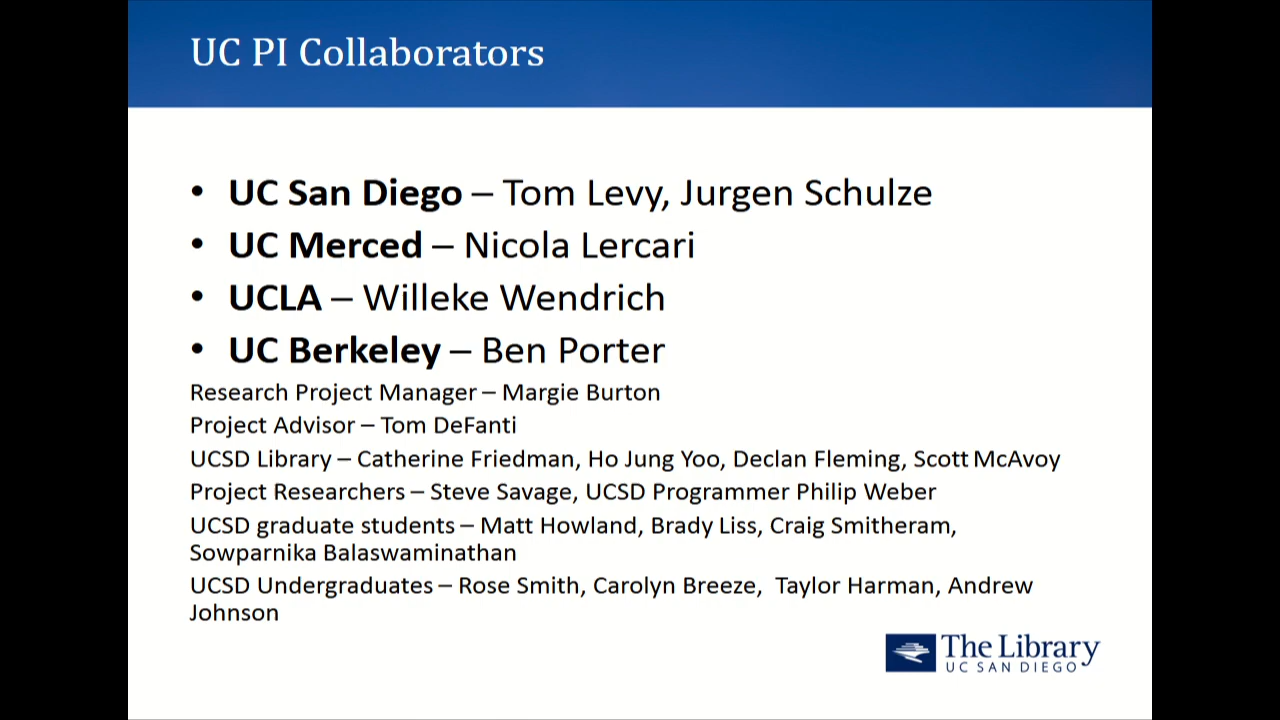 UC PI Collaborators
• UC San Diego – Tom Levy, Jurgen Schulze
• UC Merced – Nicola Lercari
• UCLA – Willeke Wendrich
• UC Berkeley – Ben Porter
Research Project Manager – Margie Burton
Project Advisor – Tom DeFanti
UCSD Library – Catherine Friedman, Ho Jung Yoo, Declan Fleming, Scott McAvoy
Project Researchers – Steve Savage, UCSD Programmer Philip Weber
UCSD graduate students – Matt Howland, Brady Liss, Craig Smitheram,
Sowparnika Balaswaminathan
UCSD Undergraduates – Rose Smith, Carolyn Breeze,  Taylor Harman, Andrew
Johnson
The Library
UC SAN DIEGO